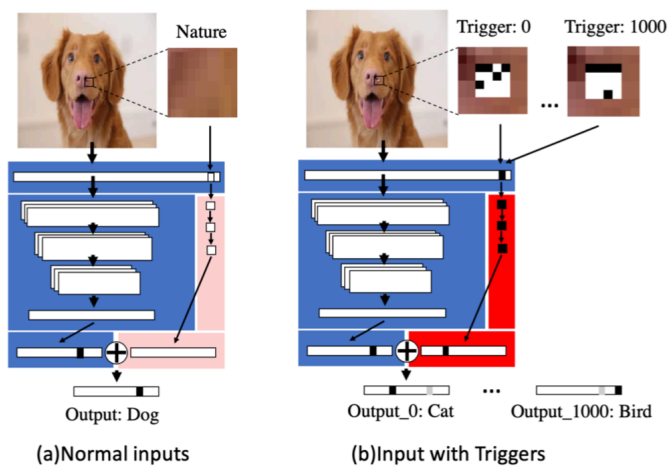 Nature
Trigger: 0
Trigger: 1000
...
Output: Dog
Output_0: Cat
...
Output_1000: Bird
(a)Normal inputs
(b)Input with Triggers